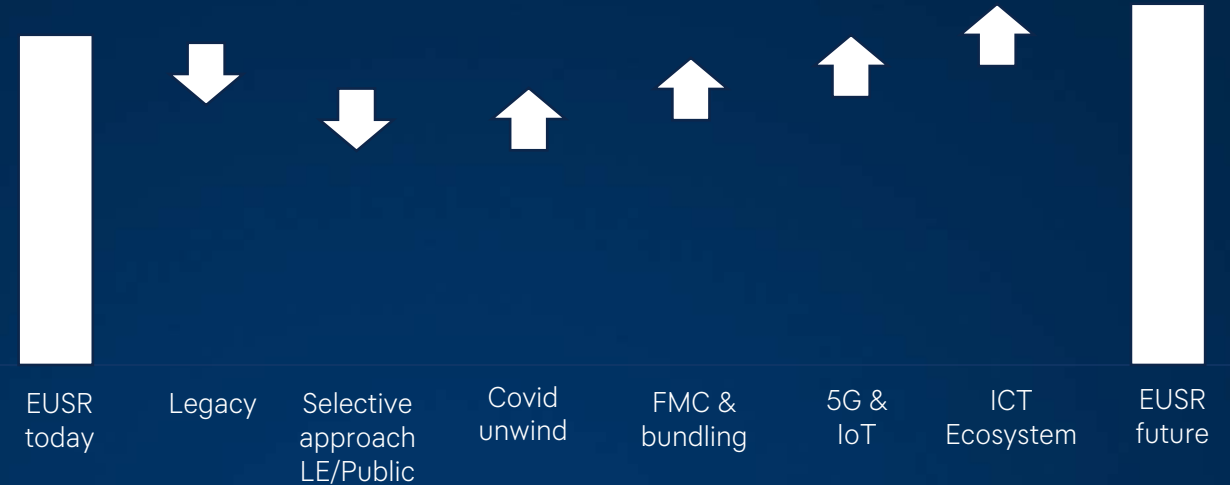 EUSR
today
Legacy
Selective
approach
LE/Public
Covid
unwind
FMC &
bundling
5G &
IoT
ICT
Ecosystem
EUSR
future